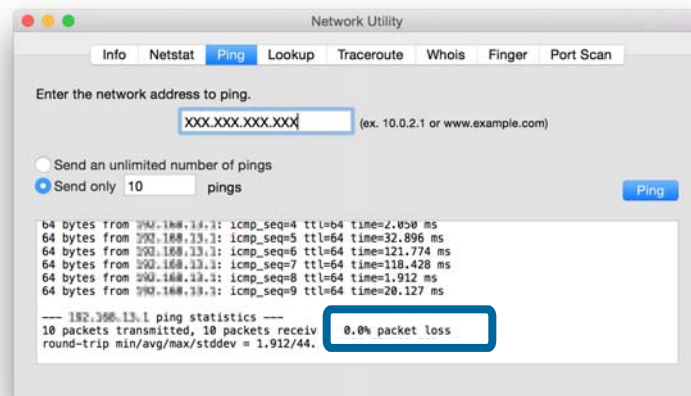 Network Utility
Info Netstat Ping Lookup Traceroute Whois Finger Port Scan
Enter the network address to ping.
XXX.XXX.XXX.XXX (ex. 10.0.2.1 or www.example.com)
Send an unlimited number of pings
Send only 10 pings
Ping
64 bytes from : icmp_seq=4 ttl=64 time=2.050 ms
64 bytes from : icmp_seq=5 ttl=64 time=32.896 ms
64 bytes from : icmp_seq=6 ttl=64 time=121.774 ms
64 bytes from : icmp_seq=7 ttl=64 time=118.428 ms
64 bytes from : icmp_seq=8 ttl=64 time=1.912 ms
64 bytes from : icmp_seq=9 ttl=64 time=20.127 ms
--- ping statistics ---
10 packets transmitted, 10 packets receiv 0.0% packet loss
round-trip min/avg/max/stddev = 1.912/44.